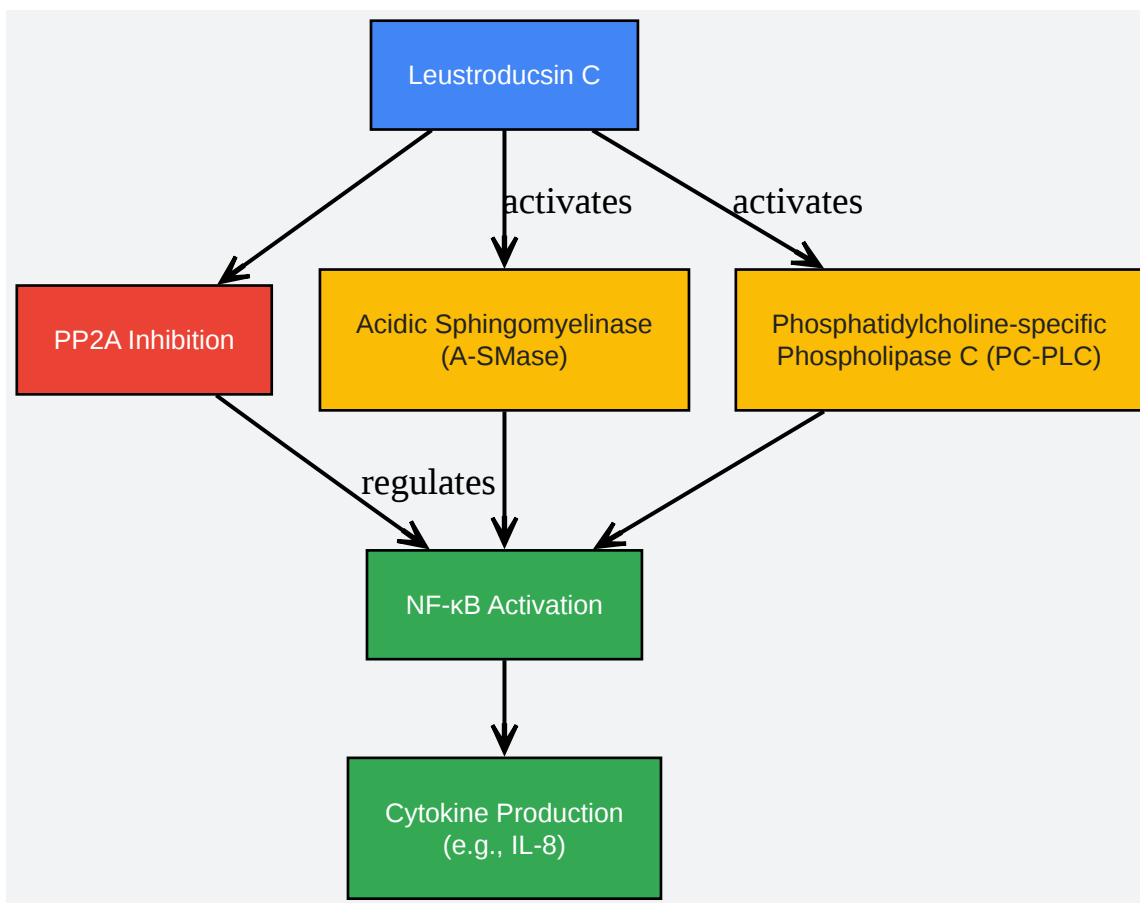 Leustroducsin C
activates
activates
PP2A Inhibition
Acidic Sphingomyelinase
(A-SMase)
Phosphatidylcholine-specific
Phospholipase C (PC-PLC)
regulates
NF-κB Activation
Cytokine Production
(e.g., IL-8)